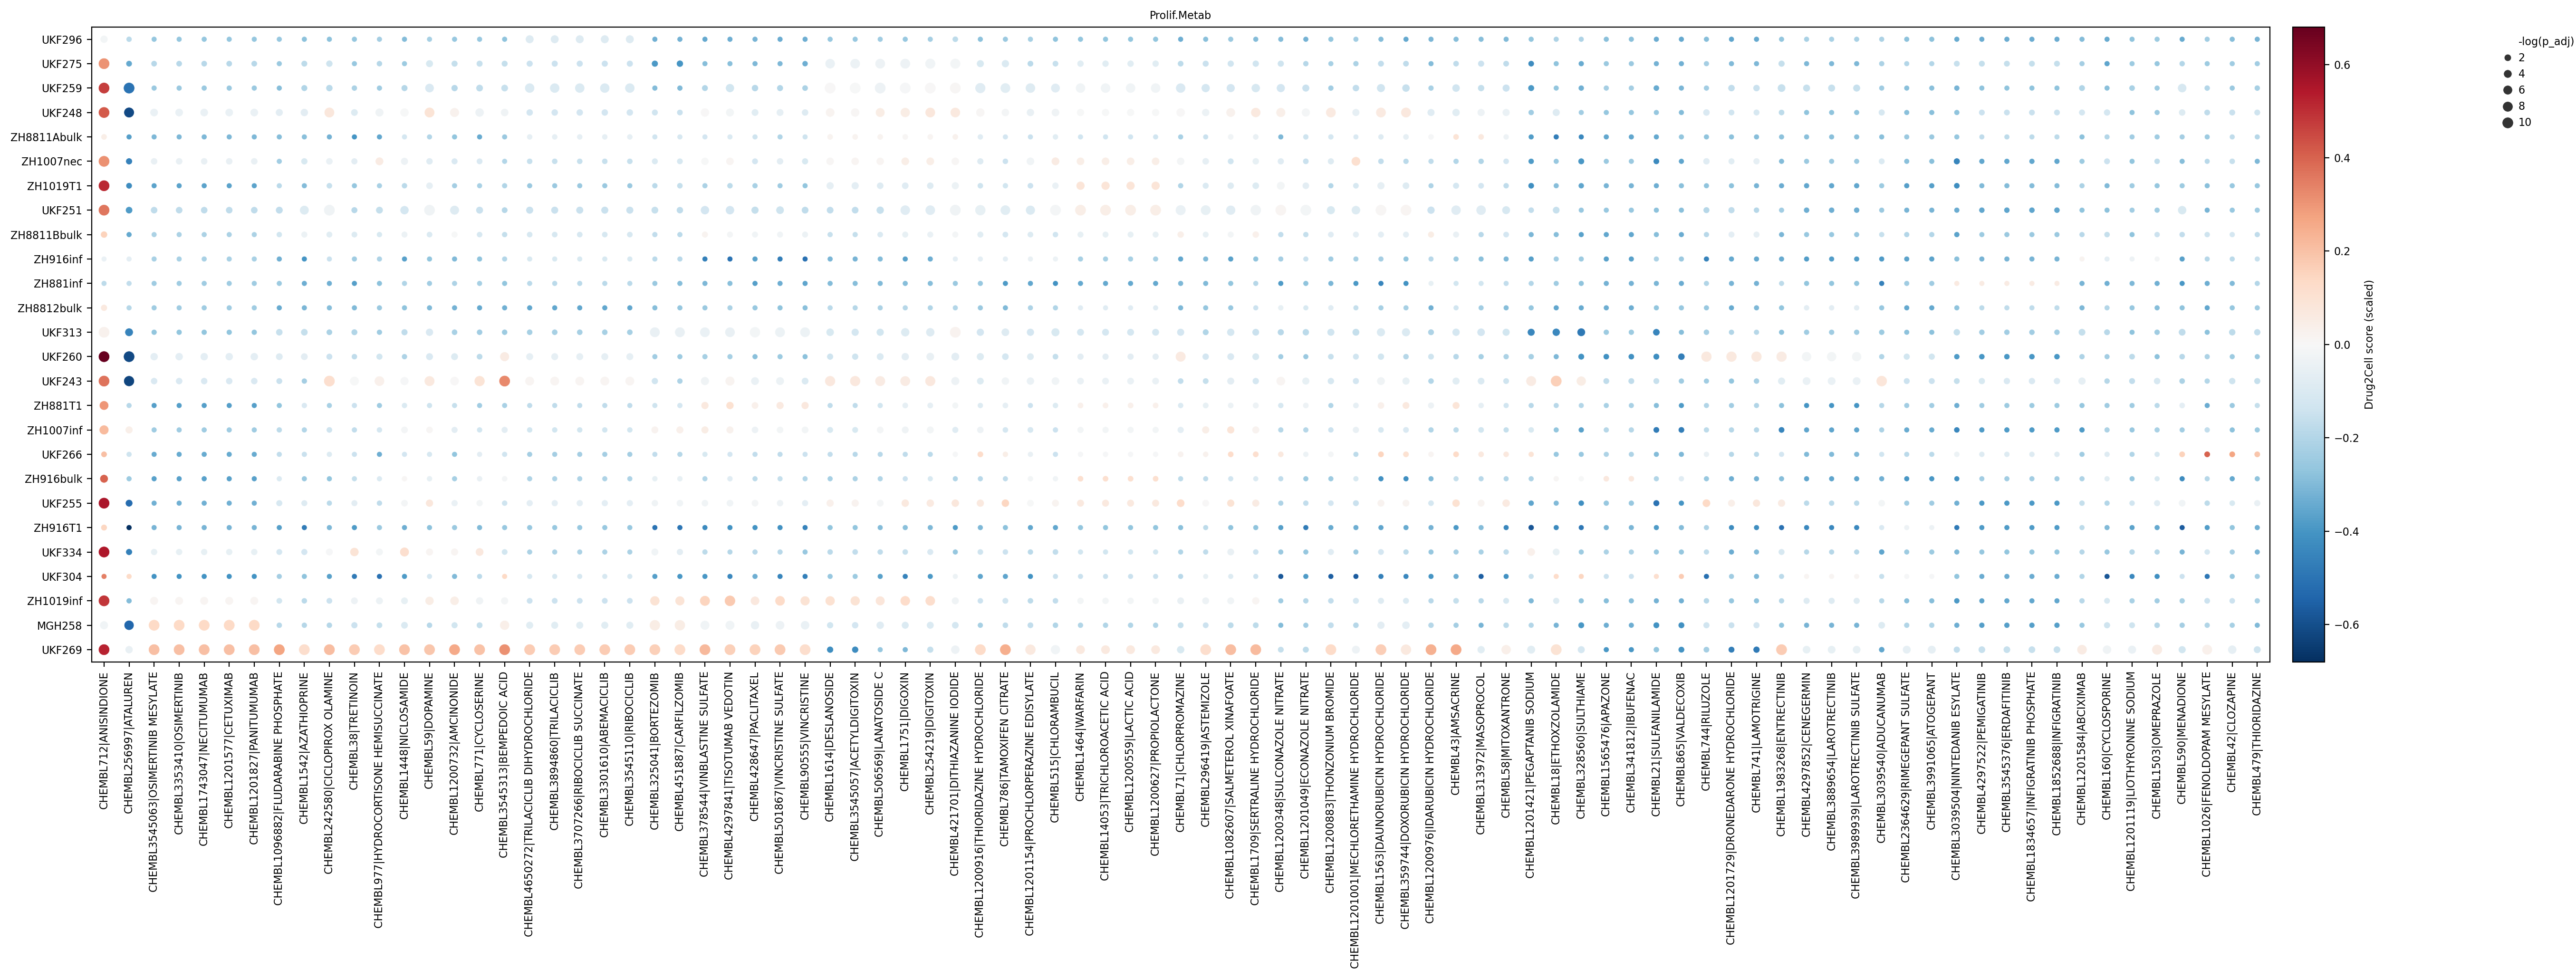 Prolif.Metab
UKF296
UKF275
UKF259
UKF248
ZH8811Abulk
ZH1007nec
ZH1019T1
UKF251
ZH8811Bbulk
ZH916inf
ZH881inf
ZH8812bulk
UKF313
UKF260
UKF243
ZH881T1
ZH1007inf
UKF266
ZH916bulk
UKF255
ZH916T1
UKF334
UKF304
ZH1019inf
MGH258
UKF269
CHEMBL712|ANISINDIONE
CHEMBL256997|ATALUREN
CHEMBL3545063|OSIMERTINIB MESYLATE
CHEMBL3353410|OSIMERTINIB
CHEMBL1743047|NECITUMUMAB
CHEMBL1201577|CETUXIMAB
CHEMBL1201827|PANITUMUMAB
CHEMBL1096882|FLUDARABINE PHOSPHATE
CHEMBL1542|AZATHIOPRINE
CHEMBL242580|CICLOPIROX OLAMINE
CHEMBL38|TRETINOIN
CHEMBL977|HYDROCORTISONE HEMISUCCINATE
CHEMBL1448|NICLOSAMIDE
CHEMBL59|DOPAMINE
CHEMBL1200732|AMCINONIDE
CHEMBL771|CYCLOSERINE
CHEMBL3545313|BEMPEDOIC ACID
CHEMBL4650272|TRILACICLIB DIHYDROCHLORIDE
CHEMBL3894860|TRILACICLIB
CHEMBL3707266|RIBOCICLIB SUCCINATE
CHEMBL3301610|ABEMACICLIB
CHEMBL3545110|RIBOCICLIB
CHEMBL325041|BORTEZOMIB
CHEMBL451887|CARFILZOMIB
CHEMBL378544|VINBLASTINE SULFATE
CHEMBL4297841|TISOTUMAB VEDOTIN
CHEMBL428647|PACLITAXEL
CHEMBL501867|VINCRISTINE SULFATE
CHEMBL90555|VINCRISTINE
CHEMBL1614|DESLANOSIDE
CHEMBL3545057|ACETYLDIGITOXIN
CHEMBL506569|LANATOSIDE C
CHEMBL1751|DIGOXIN
CHEMBL254219|DIGITOXIN
CHEMBL421701|DITHIAZANINE IODIDE
CHEMBL1200916|THIORIDAZINE HYDROCHLORIDE
CHEMBL786|TAMOXIFEN CITRATE
CHEMBL1201154|PROCHLORPERAZINE EDISYLATE
CHEMBL515|CHLORAMBUCIL
CHEMBL1464|WARFARIN
CHEMBL14053|TRICHLOROACETIC ACID
CHEMBL1200559|LACTIC ACID
CHEMBL1200627|PROPIOLACTONE
CHEMBL71|CHLORPROMAZINE
CHEMBL296419|ASTEMIZOLE
CHEMBL1082607|SALMETEROL XINAFOATE
CHEMBL1709|SERTRALINE HYDROCHLORIDE
CHEMBL1200348|SULCONAZOLE NITRATE
CHEMBL1201049|ECONAZOLE NITRATE
CHEMBL1200883|THONZONIUM BROMIDE
CHEMBL1201001|MECHLORETHAMINE HYDROCHLORIDE
CHEMBL1563|DAUNORUBICIN HYDROCHLORIDE
CHEMBL3359744|DOXORUBICIN HYDROCHLORIDE
CHEMBL1200976|IDARUBICIN HYDROCHLORIDE
CHEMBL43|AMSACRINE
CHEMBL313972|MASOPROCOL
CHEMBL58|MITOXANTRONE
CHEMBL1201421|PEGAPTANIB SODIUM
CHEMBL18|ETHOXZOLAMIDE
CHEMBL328560|SULTHIAME
CHEMBL1565476|APAZONE
CHEMBL341812|IBUFENAC
CHEMBL21|SULFANILAMIDE
CHEMBL865|VALDECOXIB
CHEMBL744|RILUZOLE
CHEMBL1201729|DRONEDARONE HYDROCHLORIDE
CHEMBL741|LAMOTRIGINE
CHEMBL1983268|ENTRECTINIB
CHEMBL4297852|CENEGERMIN
CHEMBL3889654|LAROTRECTINIB
CHEMBL3989939|LAROTRECTINIB SULFATE
CHEMBL3039540|ADUCANUMAB
CHEMBL2364629|RIMEGEPANT SULFATE
CHEMBL3991065|ATOGEPANT
CHEMBL3039504|NINTEDANIB ESYLATE
CHEMBL4297522|PEMIGATINIB
CHEMBL3545376|ERDAFITINIB
CHEMBL1834657|INFIGRATINIB PHOSPHATE
CHEMBL1852688|INFIGRATINIB
CHEMBL1201584|ABCIXIMAB
CHEMBL160|CYCLOSPORINE
CHEMBL1201119|LIOTHYRONINE SODIUM
CHEMBL1503|OMEPRAZOLE
CHEMBL590|MENADIONE
CHEMBL1026|FENOLDOPAM MESYLATE
CHEMBL42|CLOZAPINE
CHEMBL479|THIORIDAZINE
0.6
0.4
0.2
0.0
−0.2
−0.4
−0.6
Drug2Cell score (scaled)
-log(p_adj)
2
4
6
8
10